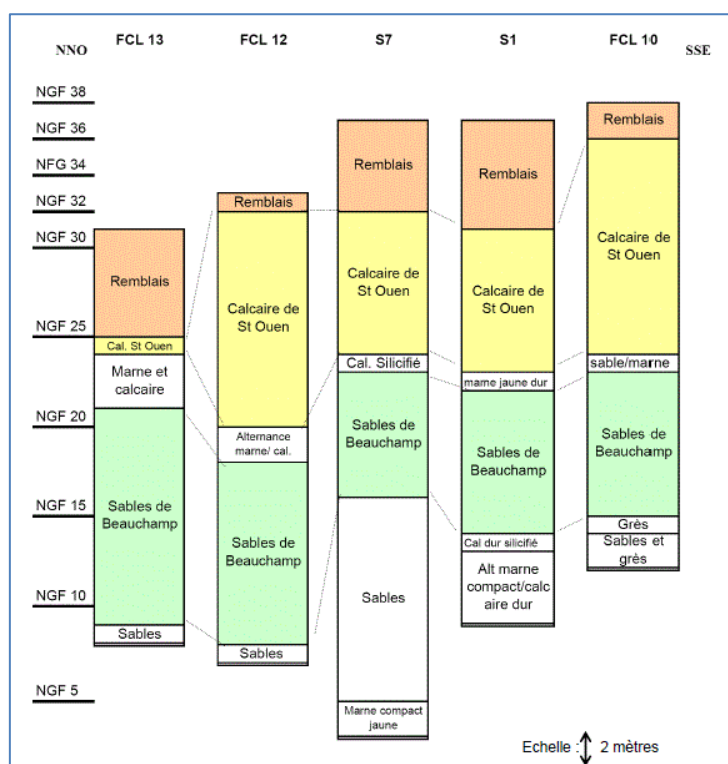 NNO FCL 13 FCL 12 S7 S1 FCL 10 SSE
NGF 38
NGF 36
NFG 34
NGF 32
NGF 30
NGF 25
NGF 20
NGF 15
NGF 10
NGF 5
Remblais
Cal. St Ouen
Marne et
calcaire
Sables de
Beauchamp
Sables
Remblais
Calcaire de
St Ouen
Alternance
marne/ cal.
Sables de
Beauchamp
Sables
Remblais
Calcaire de
St Ouen
Cal. Silicifié
Sables de
Beauchamp
Sables
Marne compact
jaune
Remblais
Calcaire de
St Ouen
marne jaune dur
Sables de
Beauchamp
Cal dur silicifié
Alt marne
compact/calc
aire dur
Remblais
Calcaire de
St Ouen
sable/marne
Sables de
Beauchamp
Grès
Sables et
grès
Echelle : 2 mètres